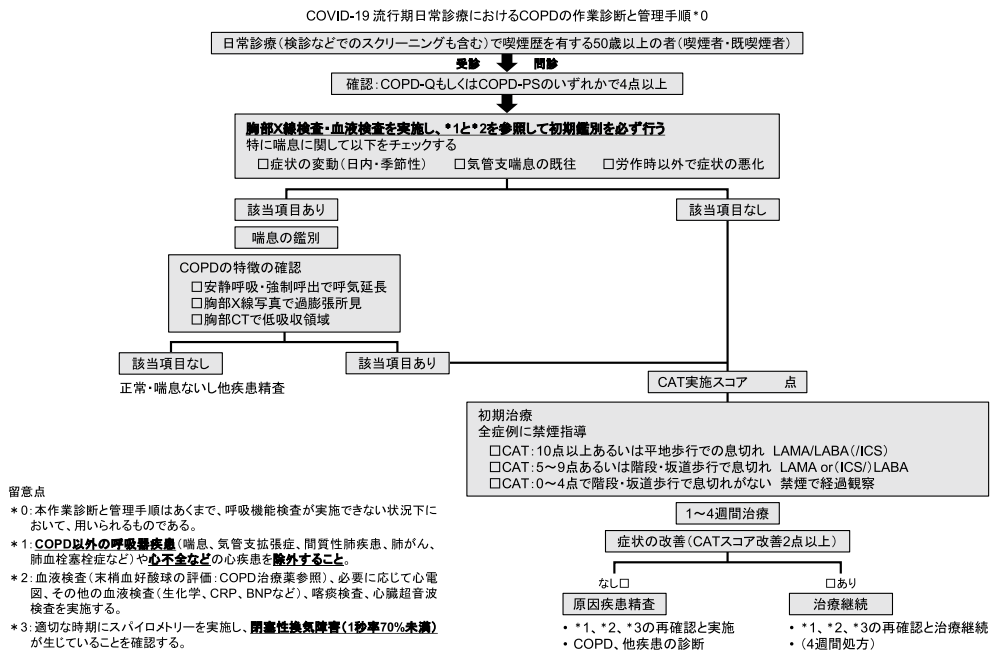 COVID-19 流行期日常診療におけるCOPDの作業診断と管理手順*0
日常診療(検診などでのスクリーニングも含む)で喫煙歴を有する50歳以上の者(喫煙者・既喫煙者)
受診 問診
確認:COPD-QもしくはCOPD-PSのいずれかで4点以上
胸部X線検査・血液検査を実施し、*1と*2を参照して初期鑑別を必ず行う
特に喘息に関して以下をチェックする
□症状の変動(日内・季節性) □気管支喘息の既往 □労作時以外で症状の悪化
該当項目あり
該当項目なし
喘息の鑑別
COPDの特徴の確認
□安静呼吸・強制呼出で呼気延長
□胸部X線写真で過膨張所見
□胸部CTで低吸収領域
該当項目なし
該当項目あり
正常・喘息ないし他疾患精査
CAT実施スコア 点
初期治療
全症例に禁煙指導
□CAT:10点以上あるいは平地歩行での息切れ LAMA/LABA(/ICS)
□CAT:5~9点あるいは階段・坂道歩行で息切れ LAMA or(ICS/)LABA
□CAT:0~4点で階段・坂道歩行で息切れがない 禁煙で経過観察
1~4週間治療
症状の改善(CATスコア改善2点以上)
なし□
□あり
原因疾患精査
治療継続
・*1、*2、*3の再確認と実施
・COPD、他疾患の診断
・*1、*2、*3の再確認と治療継続
・(4週間処方)
留意点
*0:本作業診断と管理手順はあくまで、呼吸機能検査が実施できない状況下に
おいて、用いられるものである。
*1:COPD以外の呼吸器疾患(喘息、気管支拡張症、間質性肺疾患、肺がん、
肺血栓塞栓症など)や心不全などの心疾患を除外すること。
*2:血液検査(末梢血好酸球の評価:COPD治療薬参照)、必要に応じて心電
図、その他の血液検査(生化学、CRP、BNPなど)、喀痰検査、心臓超音波
検査を実施する。
*3:適切な時期にスパイロメトリーを実施し、閉塞性換気障害(1秒率70%未満)
が生じていることを確認する。